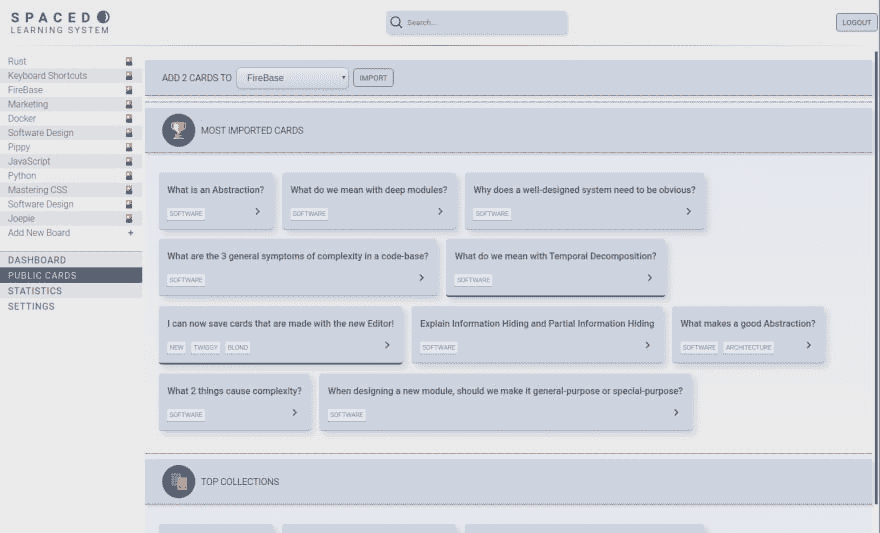 SPACED
LEARNING SYSTEM
Search...
LOGOUT
Rust
Keyboard Shortcuts
FireBase
Marketing
Docker
Software Design
Pippy
JavaScript
Python
Mastering CSS
Software Design
Joepie
Add New Board +
DASHBOARD
PUBLIC CARDS
STATISTICS
SETTINGS
ADD 2 CARDS TO FireBase IMPORT
MOST IMPORTED CARDS
What is an Abstraction?
SOFTWARE
What do we mean with deep modules?
SOFTWARE
Why does a well-designed system need to be obvious?
SOFTWARE
What are the 3 general symptoms of complexity in a code-base?
SOFTWARE
What do we mean with Temporal Decomposition?
SOFTWARE
I can now save cards that are made with the new Editor!
NEW TWIGGY BLOND
Explain Information Hiding and Partial Information Hiding
SOFTWARE
What makes a good Abstraction?
SOFTWARE ARCHITECTURE
What 2 things cause complexity?
SOFTWARE
When designing a new module, should we make it general-purpose or special-purpose?
SOFTWARE
TOP COLLECTIONS